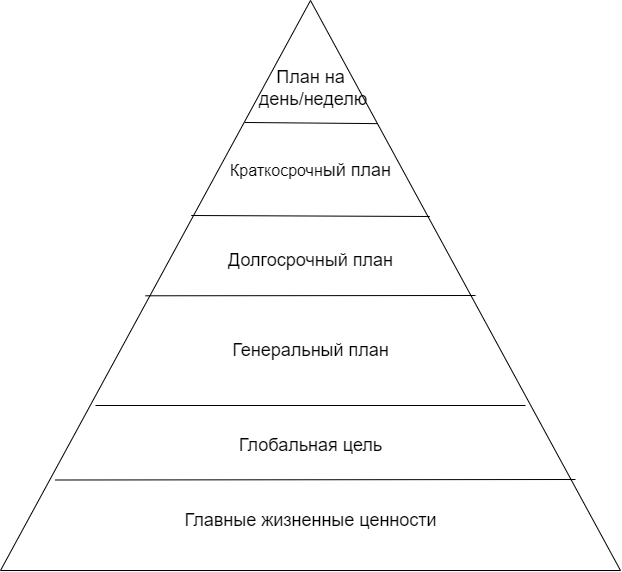 План на
день/неделю
Краткосрочный план
Долгосрочный план
Генеральный план
Глобальная цель
Главные жизненные ценности